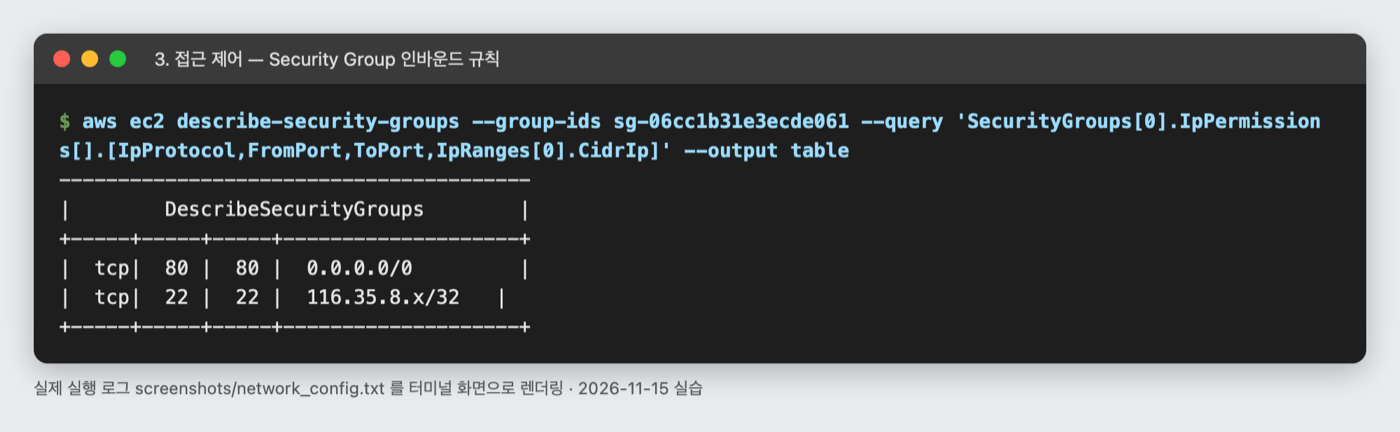 3. 접근 제어 — Security Group 인바운드 규칙
$ aws ec2 describe-security-groups --group-ids sg-06cc1b31e3ecde061 --query 'SecurityGroups[0].IpPermission
s[].[IpProtocol,FromPort,ToPort,IpRanges[0].CidrIp]' --output table
----------------------------------------
|        DescribeSecurityGroups        |
+-----+-----+-----+--------------------+
|  tcp|  80 |  80 |  0.0.0.0/0         |
|  tcp|  22 |  22 |  116.35.8.x/32   |
+-----+-----+-----+--------------------+
실제 실행 로그 screenshots/network_config.txt 를 터미널 화면으로 렌더링 · 2026-11-15 실습